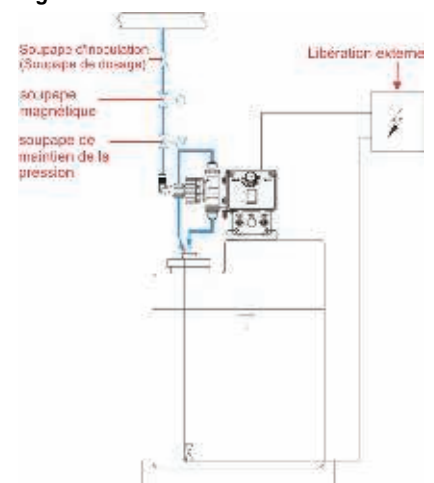 Soupape d'inoculation
(Soupape de dosage)
soupape
magnétique
soupape de
maintien de la
pression
Libération externe